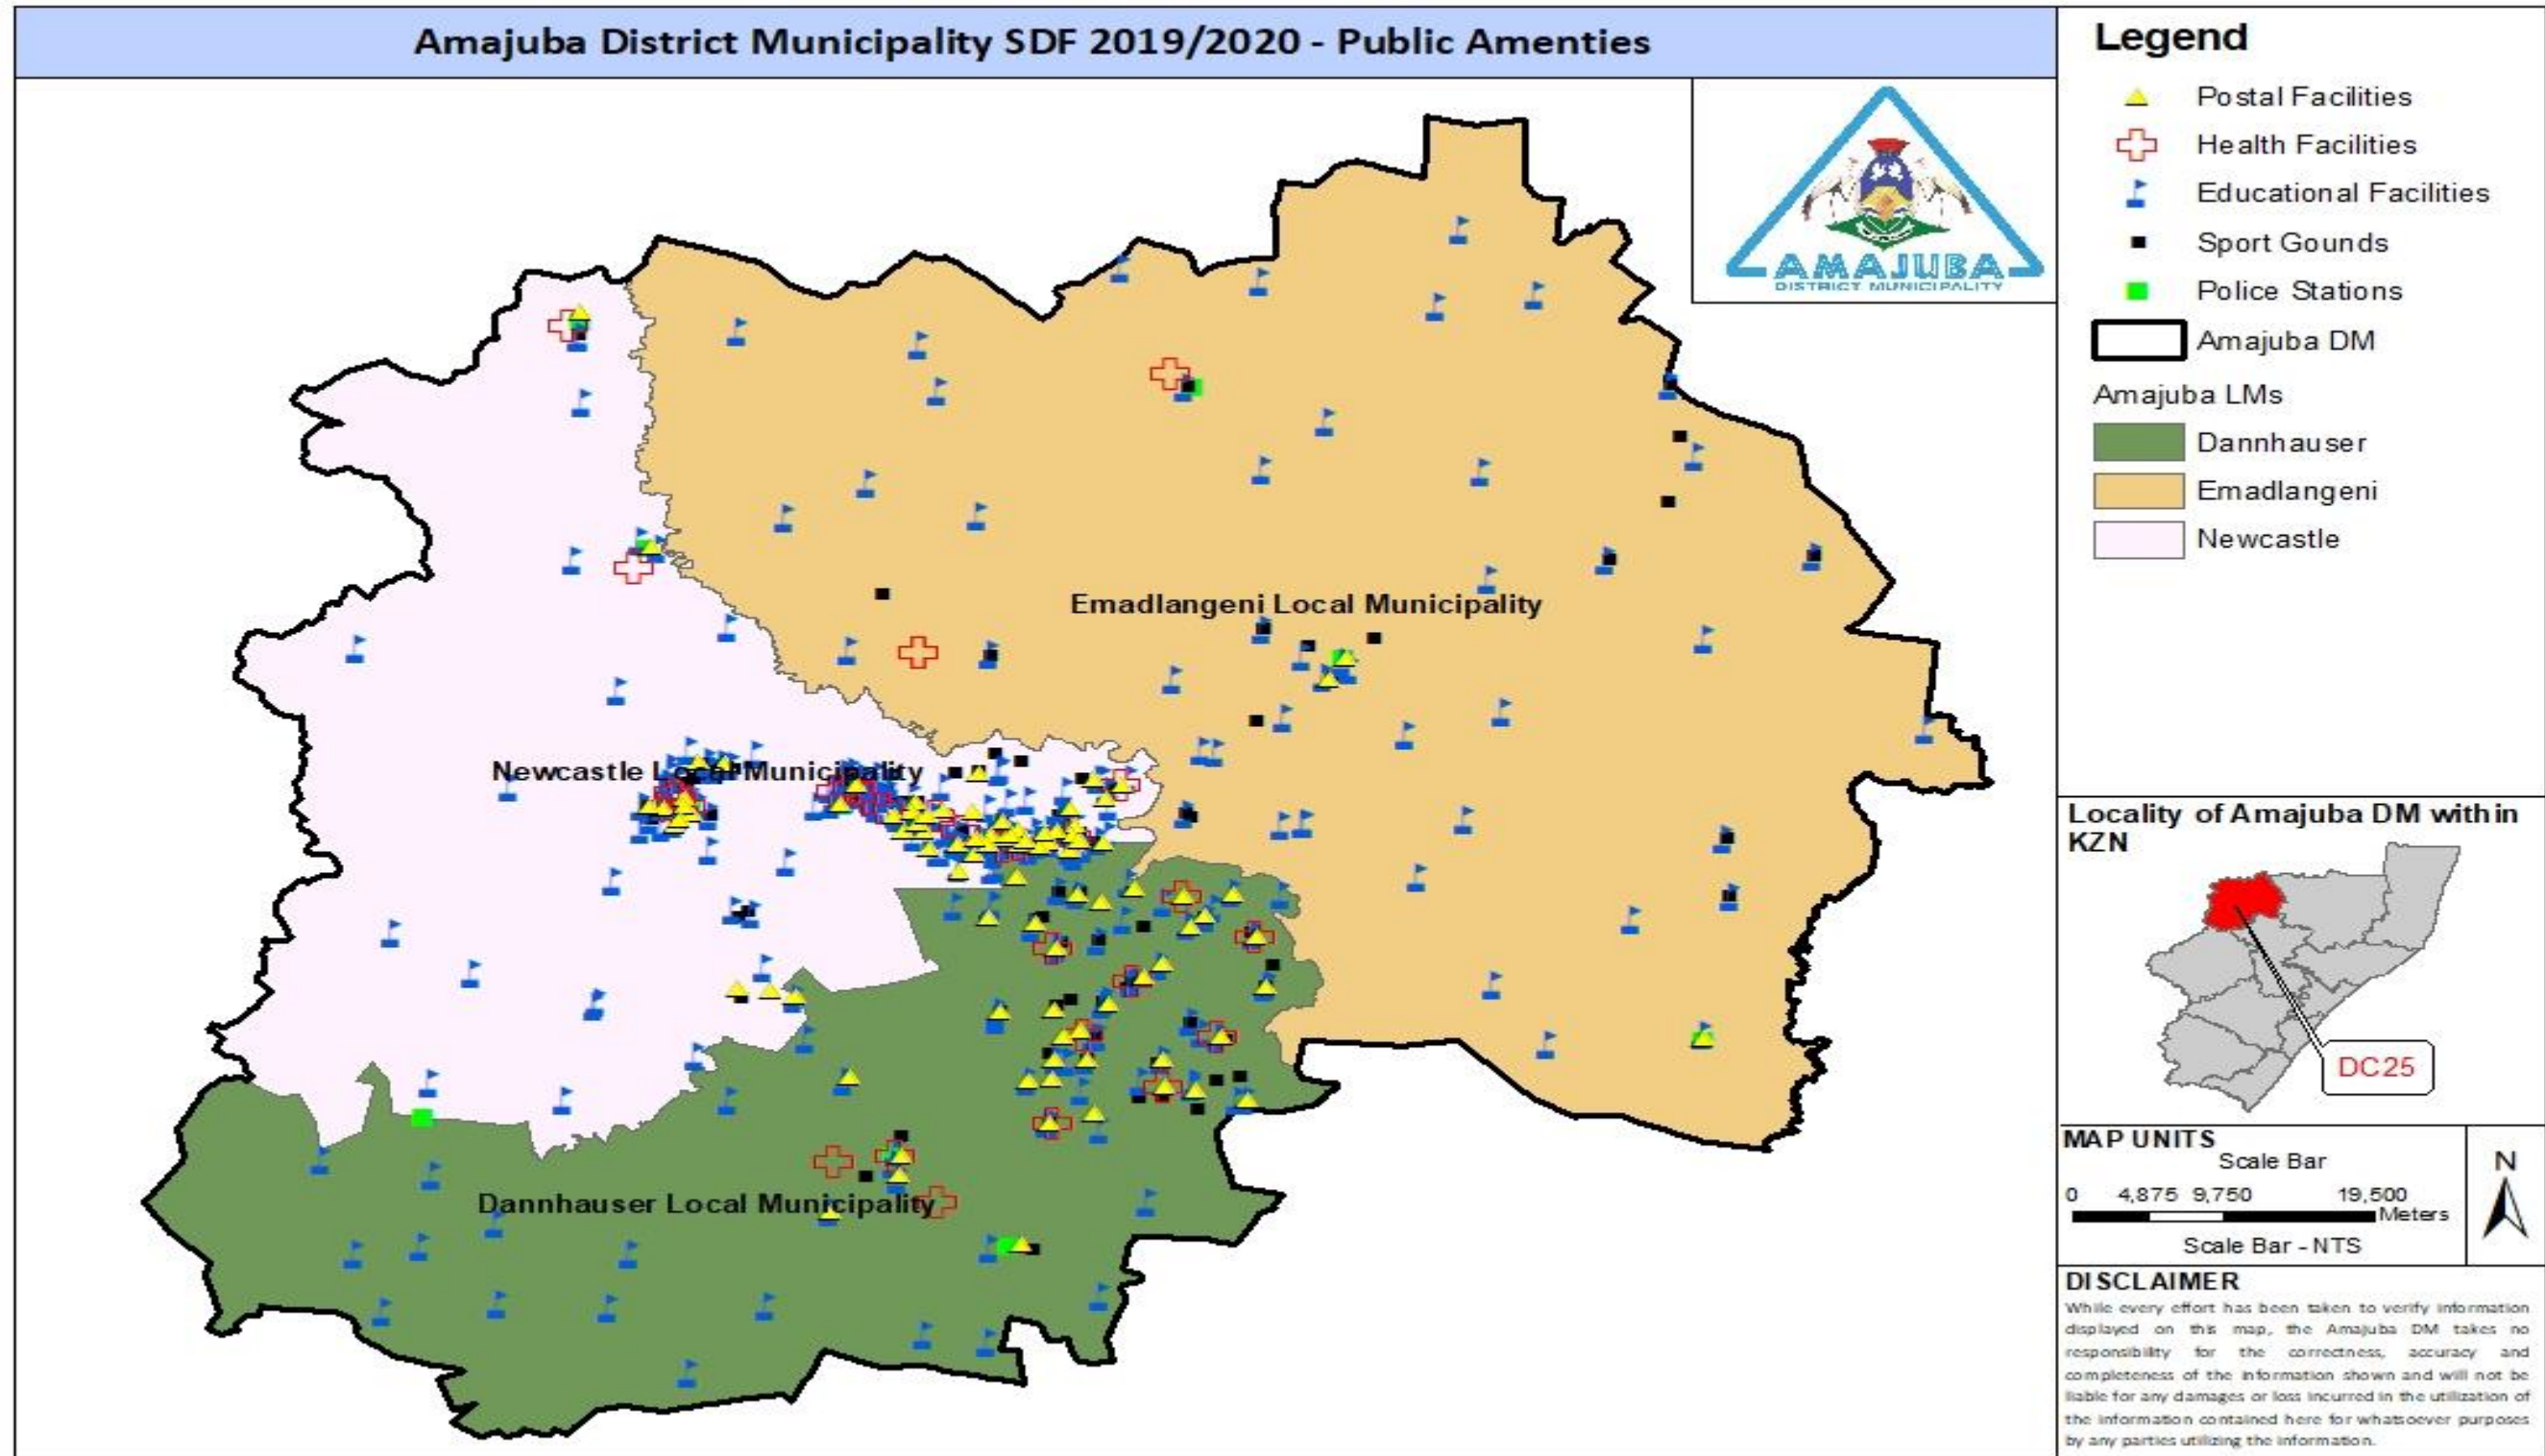 Amajuba District Municipality SDF 2019/2020 - Public Amenties
AMAJUBA
DISTRICT MUNICIPALITY
Emadlangeni Local Municipality
Newcastle Local Municipality
Dannhauser Local Municipality
Legend
Postal Facilities
Health Facilities
Educational Facilities
Sport Gounds
Police Stations
Amajuba DM
Amajuba LMs
Dannhauser
Emadlangeni
Newcastle
Locality of Amajuba DM within
KZN
DC25
MAP UNITS
Scale Bar
0 4,875 9,750 19,500
Meters
Scale Bar - NTS
N
DISCLAIMER
While every effort has been taken to verify information
displayed on this map, the Amajuba DM takes no
responsibility for the correctness, accuracy and
completeness of the information shown and will not be
liable for any damages or loss incurred in the utilization of
the information contained here for whatsoever purposes
by any parties utilizing the information.